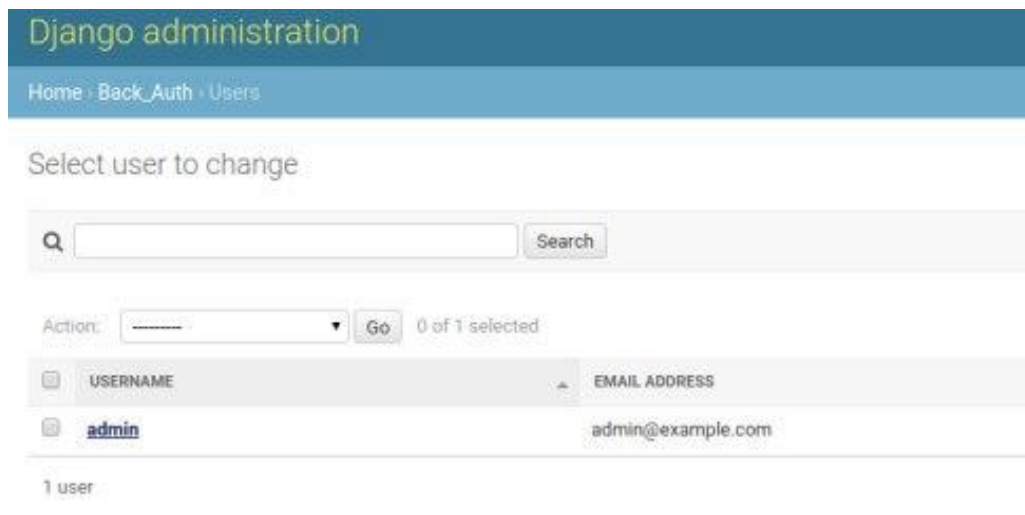 Django administration
Home › Back_Auth › Users
Select user to change
Search
Action: --------- Go 0 of 1 selected
USERNAME EMAIL ADDRESS
admin admin@example.com
1 user